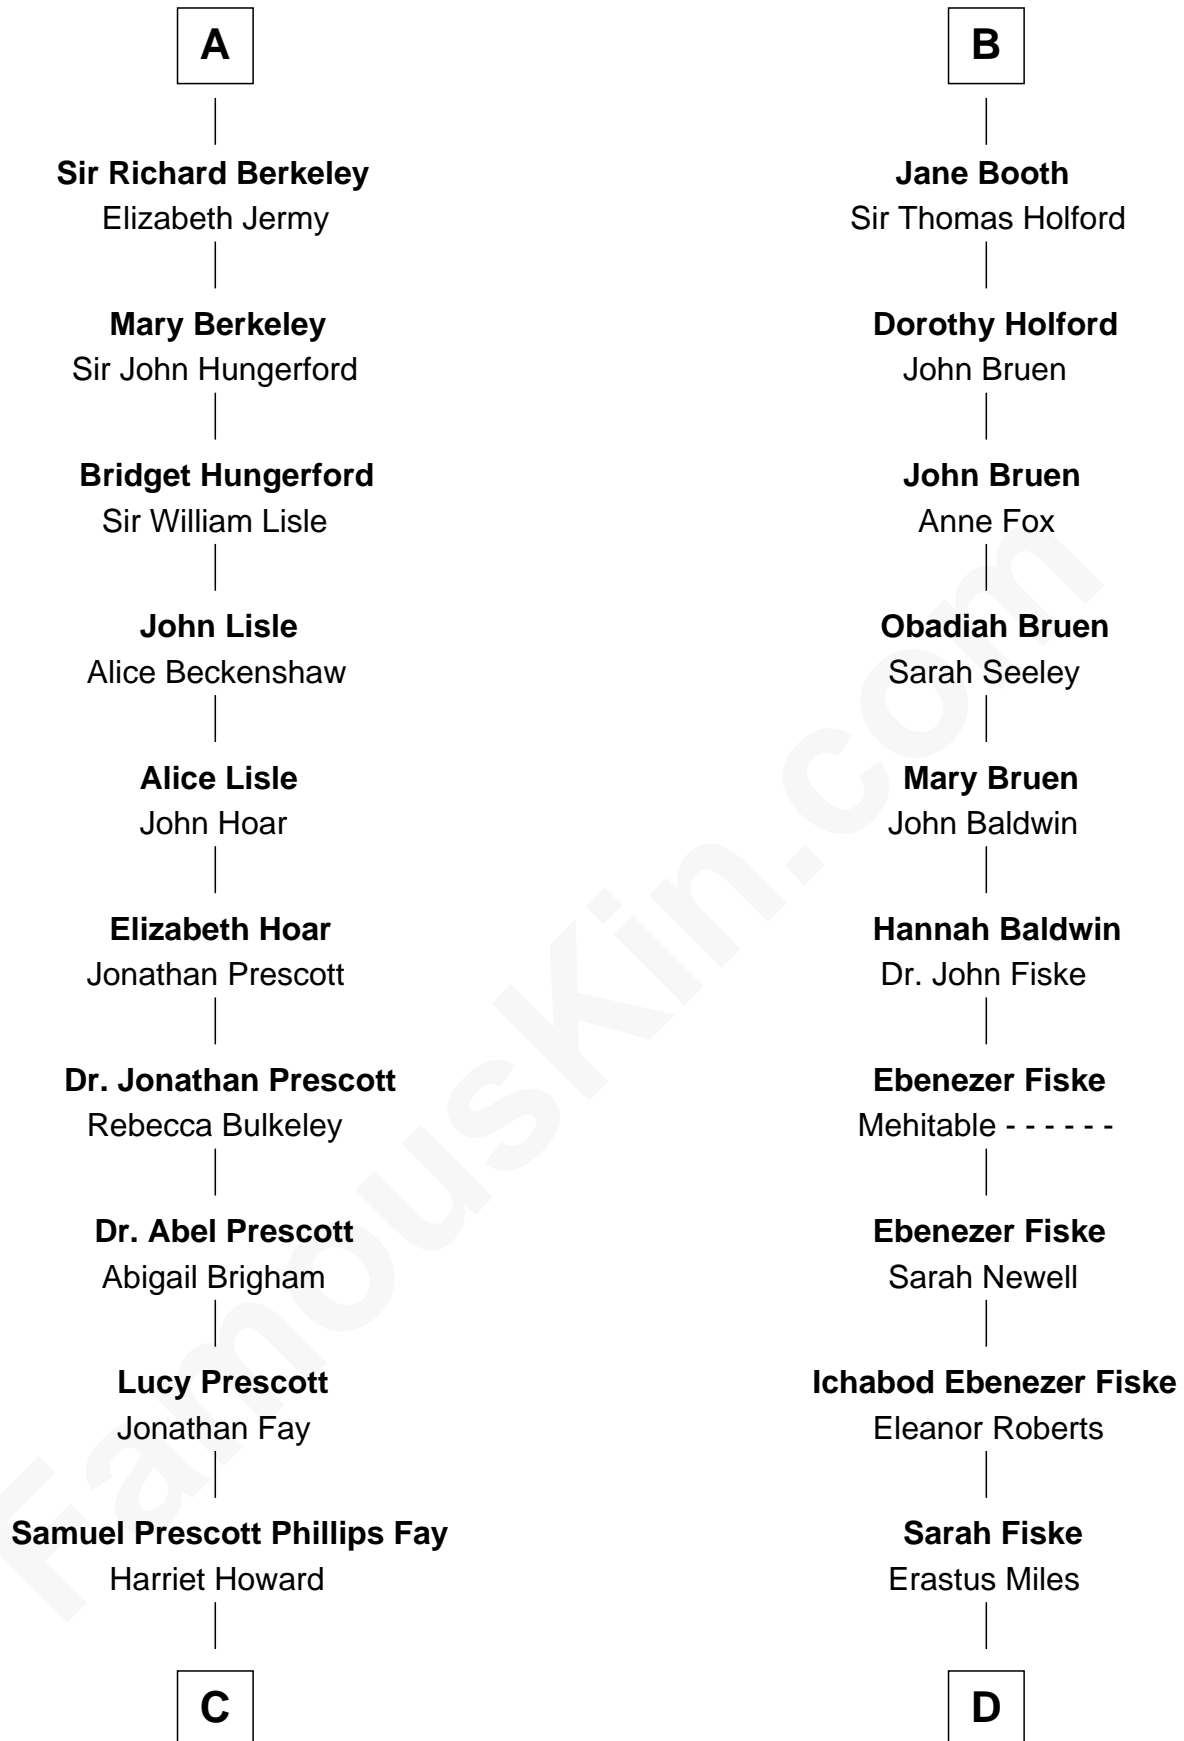 A
Sir Richard Berkeley
Elizabeth Jermy
Mary Berkeley
Sir John Hungerford
Bridget Hungerford
Sir William Lisle
John Lisle
Alice Beckenshaw
Alice Lisle
John Hoar
Elizabeth Hoar
Jonathan Prescott
Dr. Jonathan Prescott
Rebecca Bulkeley
Dr. Abel Prescott
Abigail Brigham
Lucy Prescott
Jonathan Fay
Samuel Prescott Phillips Fay
Harriet Howard
C
B
Jane Booth
Sir Thomas Holford
Dorothy Holford
John Bruen
John Bruen
Anne Fox
Obadiah Bruen
Sarah Seeley
Mary Bruen
John Baldwin
Hannah Baldwin
Dr. John Fiske
Ebenezer Fiske
Mehitable - - - - - -
Ebenezer Fiske
Sarah Newell
Ichabod Ebenezer Fiske
Eleanor Roberts
Sarah Fiske
Erastus Miles
D
FamousKin.com